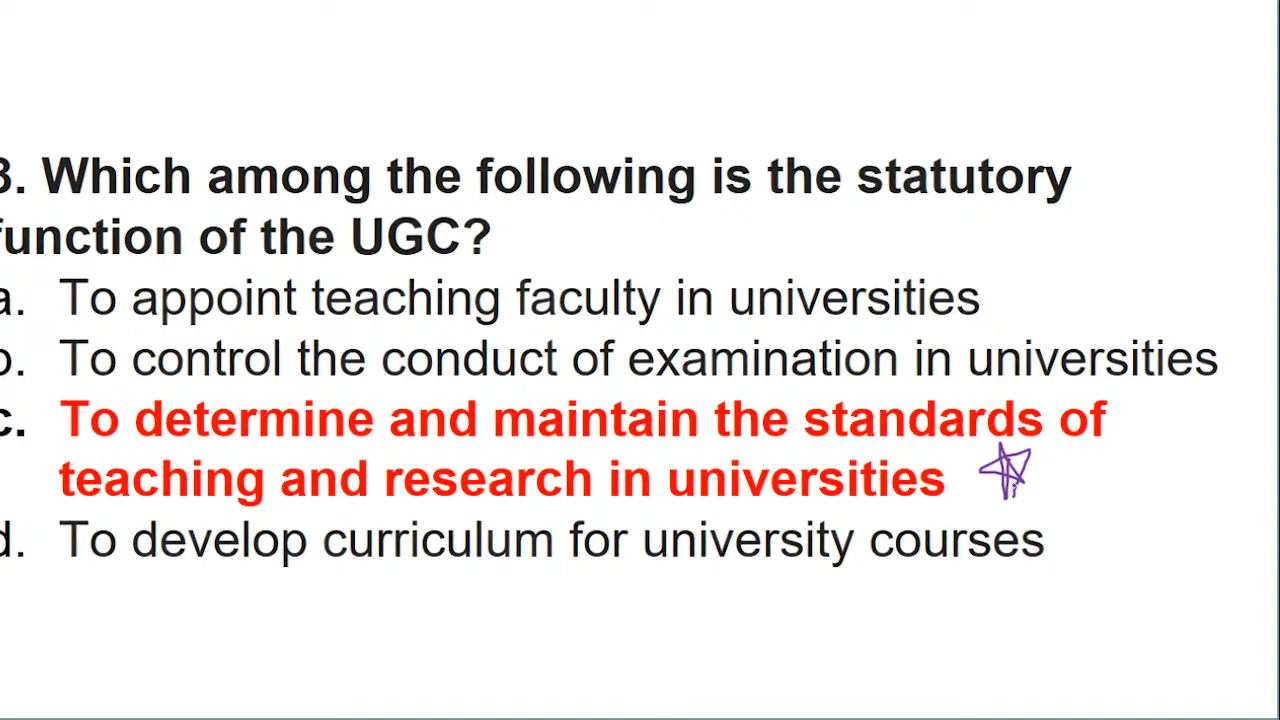 3. Which among the following is the statutory
function of the UGC?
a. To appoint teaching faculty in universities
b. To control the conduct of examination in universities
c. To determine and maintain the standards of
teaching and research in universities
d. To develop curriculum for university courses